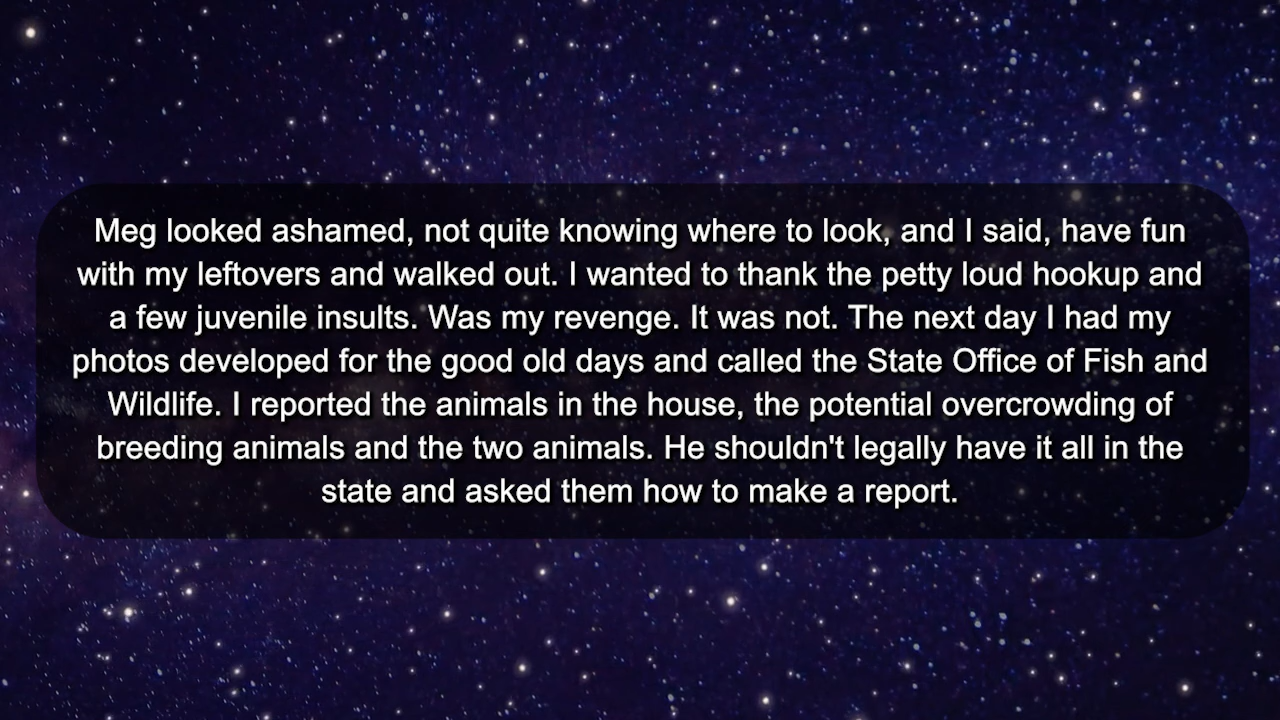 Meg looked ashamed, not quite knowing where to look, and I said, have fun
with my leftovers and walked out. I wanted to thank the petty loud hookup and
a few juvenile insults. Was my revenge. It was not. The next day I had my
photos developed for the good old days and called the State Office of Fish and
Wildlife. I reported the animals in the house, the potential overcrowding of
breeding animals and the two animals. He shouldn't legally have it all in the
state and asked them how to make a report.